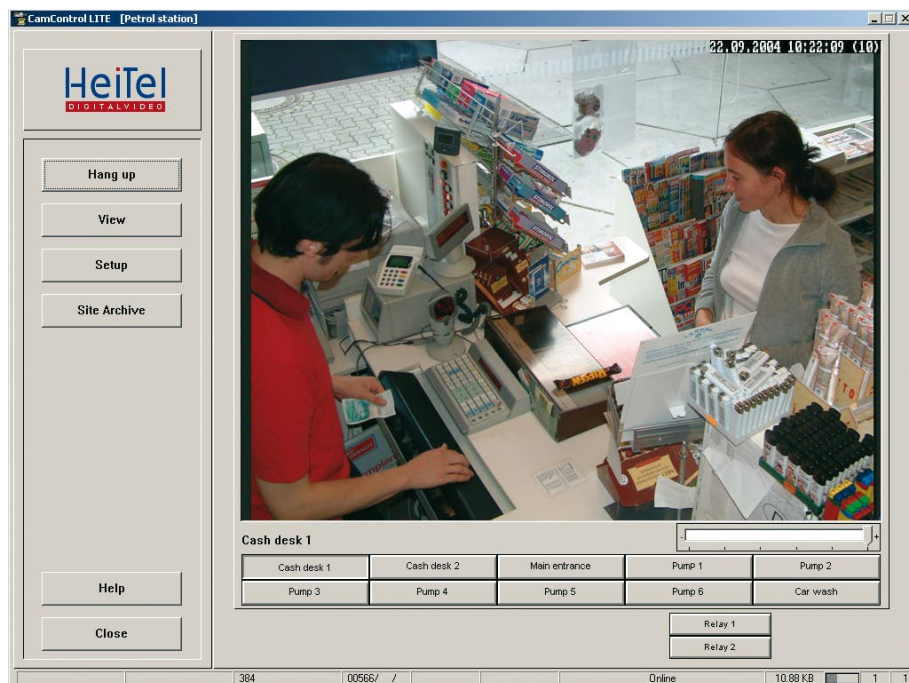 CamControl LITE [Petrol station]
22.09.2004 10:22:09 (10)
HeiTel
DIGITALVIDEO
Hang up
View
Setup
Site Archive
Help
Close
Cash desk 1
- +
Cash desk 1 Cash desk 2 Main entrance Pump 1 Pump 2
Pump 3 Pump 4 Pump 5 Pump 6 Car wash
Relay 1
Relay 2
384 00566/ / Online 10.88 KB 1 1